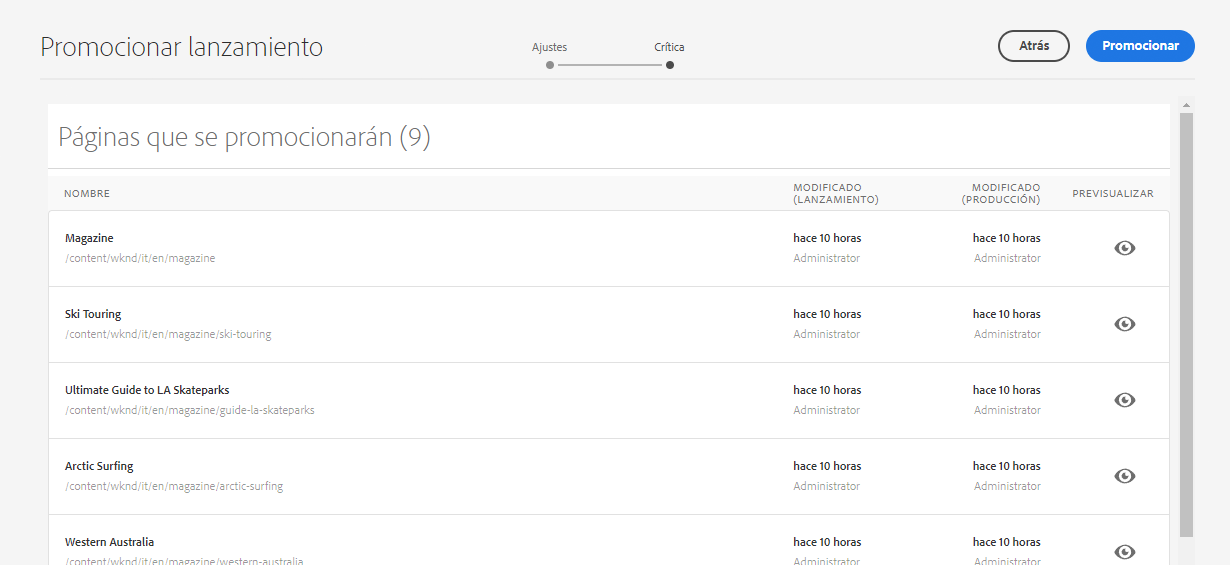 Promocionar lanzamiento
Ajustes
Crítica
Atrás
Promocionar
Páginas que se promocionarán (9)
NOMBRE
MODIFICADO
(LANZAMIENTO)
MODIFICADO
(PRODUCCIÓN)
PREVISUALIZAR
Magazine
/content/wknd/it/en/magazine
hace 10 horas
Administrator
hace 10 horas
Administrator
Ski Touring
/content/wknd/it/en/magazine/ski-touring
hace 10 horas
Administrator
hace 10 horas
Administrator
Ultimate Guide to LA Skateparks
/content/wknd/it/en/magazine/guide-la-skateparks
hace 10 horas
Administrator
hace 10 horas
Administrator
Arctic Surfing
/content/wknd/it/en/magazine/arctic-surfing
hace 10 horas
Administrator
hace 10 horas
Administrator
Western Australia
/content/wknd/it/en/magazine/western-australia
hace 10 horas
Administrator
hace 10 horas
Administrator